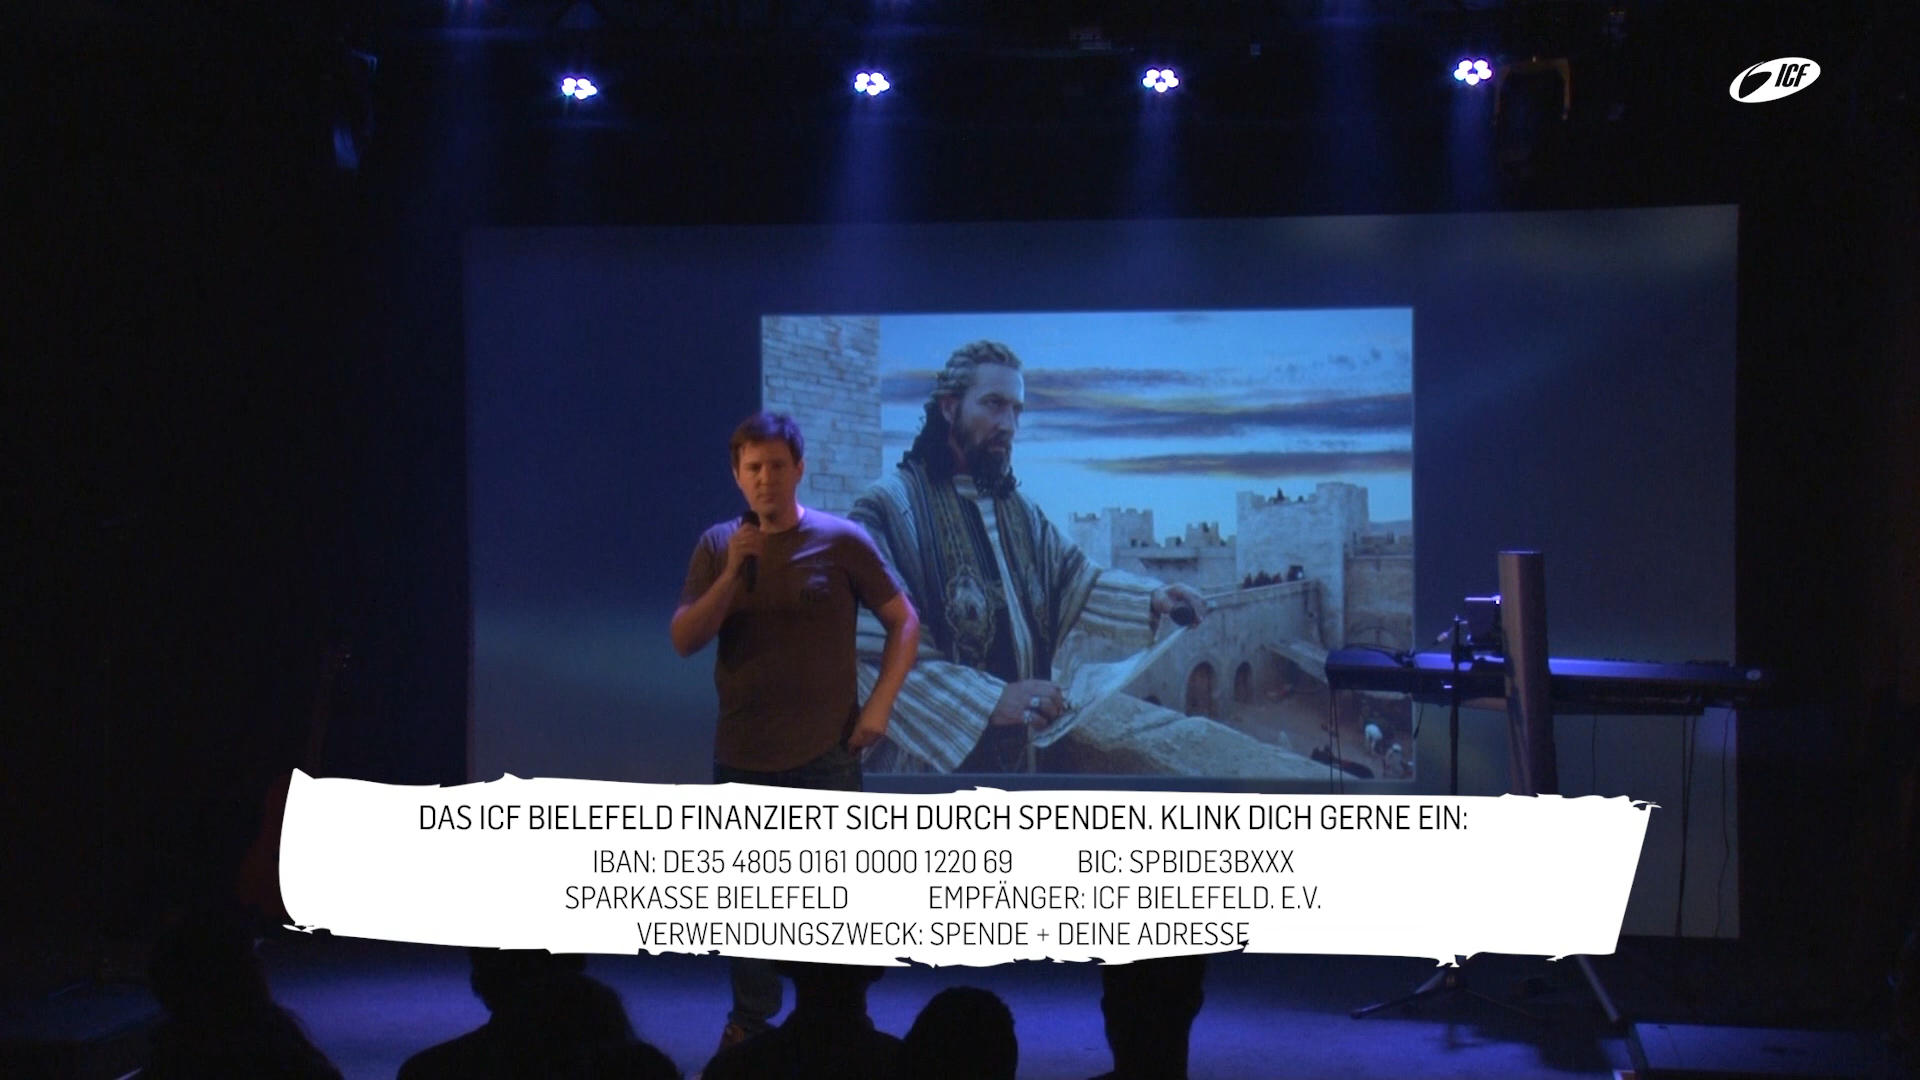 ICF
DAS ICF BIELEFELD FINANZIERT SICH DURCH SPENDEN. KLINK DICH GERNE EIN:
IBAN: DE35 4805 0161 0000 1220 69 BIC: SPBIDE3BXXX
SPARKASSE BIELEFELD EMPFÄNGER: ICF BIELEFELD. E.V.
VERWENDUNGSZWECK: SPENDE + DEINE ADRESSE